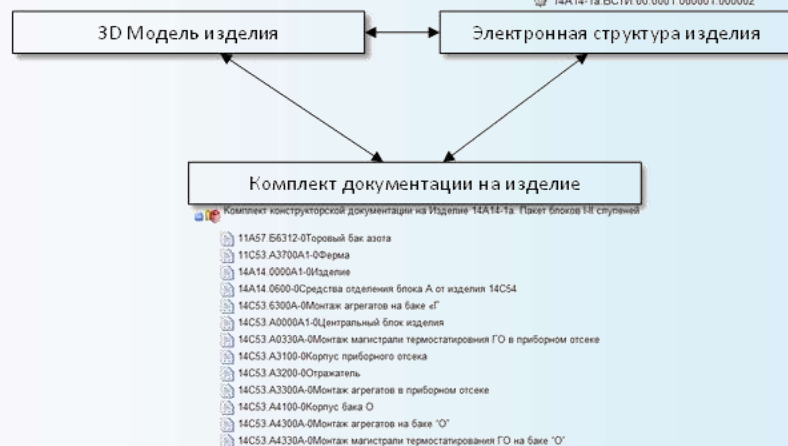 14А14-1а.ВСТИ.00.0001.060001.000002
3D Модель изделия
Электронная структура изделия
Комплект документации на изделие
Комплект конструкторской документации на Изделие 14А14-1а. Пакет блоков I-II ступеней
11А57.Б6312-0Торовый бак азота
11С53.А3700А1-0Ферма
14А14.0000А1-0Изделие
14А14.0600-0Средства отделения блока А от изделия 14С54
14С53.6300А-0Монтаж агрегатов на баке «Г"
14С53.А0000А1-0Центральный блок изделия
14С53.А0330А-0Монтаж магистрали термостатировния ГО в приборном отсеке
14С53.А3100-0Корпус приборного отсека
14С53.А3200-0Отражатель
14С53.А3300А-0Монтаж агрегатов в приборном отсеке
14С53.А4100-0Корпус бака О
14С53.А4300А-0Монтаж агрегатов на баке "О"
14С53.А4330А-0Монтаж магистрали термостатирования ГО на баке "О"